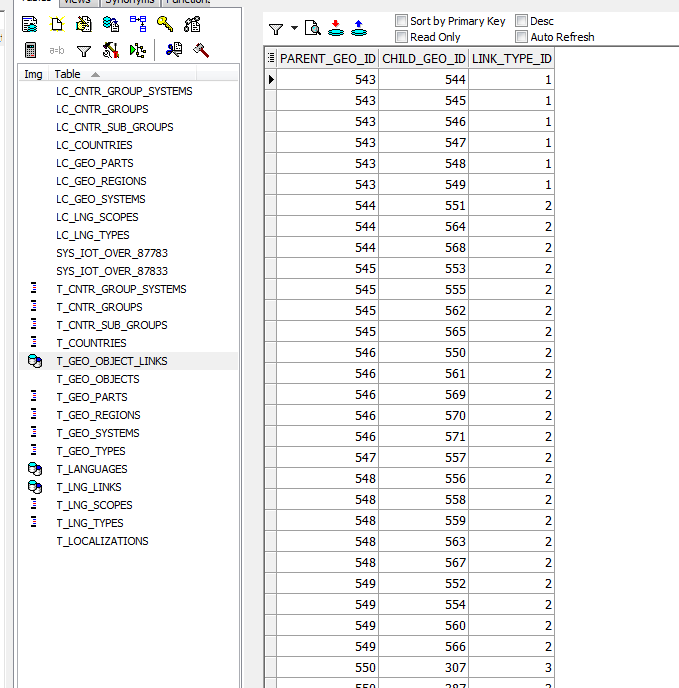 Tables Views Synonyms Function:
Sort by Primary Key Desc
Read Only Auto Refresh
a=b
Img Table
LC_CNTR_GROUP_SYSTEMS
LC_CNTR_GROUPS
LC_CNTR_SUB_GROUPS
LC_COUNTRIES
LC_GEO_PARTS
LC_GEO_REGIONS
LC_GEO_SYSTEMS
LC_LNG_SCOPES
LC_LNG_TYPES
SYS_IOT_OVER_87783
SYS_IOT_OVER_87833
T_CNTR_GROUP_SYSTEMS
T_CNTR_GROUPS
T_CNTR_SUB_GROUPS
T_COUNTRIES
T_GEO_OBJECT_LINKS
T_GEO_OBJECTS
T_GEO_PARTS
T_GEO_REGIONS
T_GEO_SYSTEMS
T_GEO_TYPES
T_LANGUAGES
T_LNG_LINKS
T_LNG_SCOPES
T_LNG_TYPES
T_LOCALIZATIONS
PARENT_GEO_ID CHILD_GEO_ID LINK_TYPE_ID
543 544 1
543 545 1
543 546 1
543 547 1
543 548 1
543 549 1
544 551 2
544 564 2
544 568 2
545 553 2
545 555 2
545 562 2
545 565 2
546 550 2
546 561 2
546 569 2
546 570 2
546 571 2
547 557 2
548 556 2
548 558 2
548 559 2
548 563 2
548 567 2
549 552 2
549 554 2
549 560 2
549 566 2
550 307 3